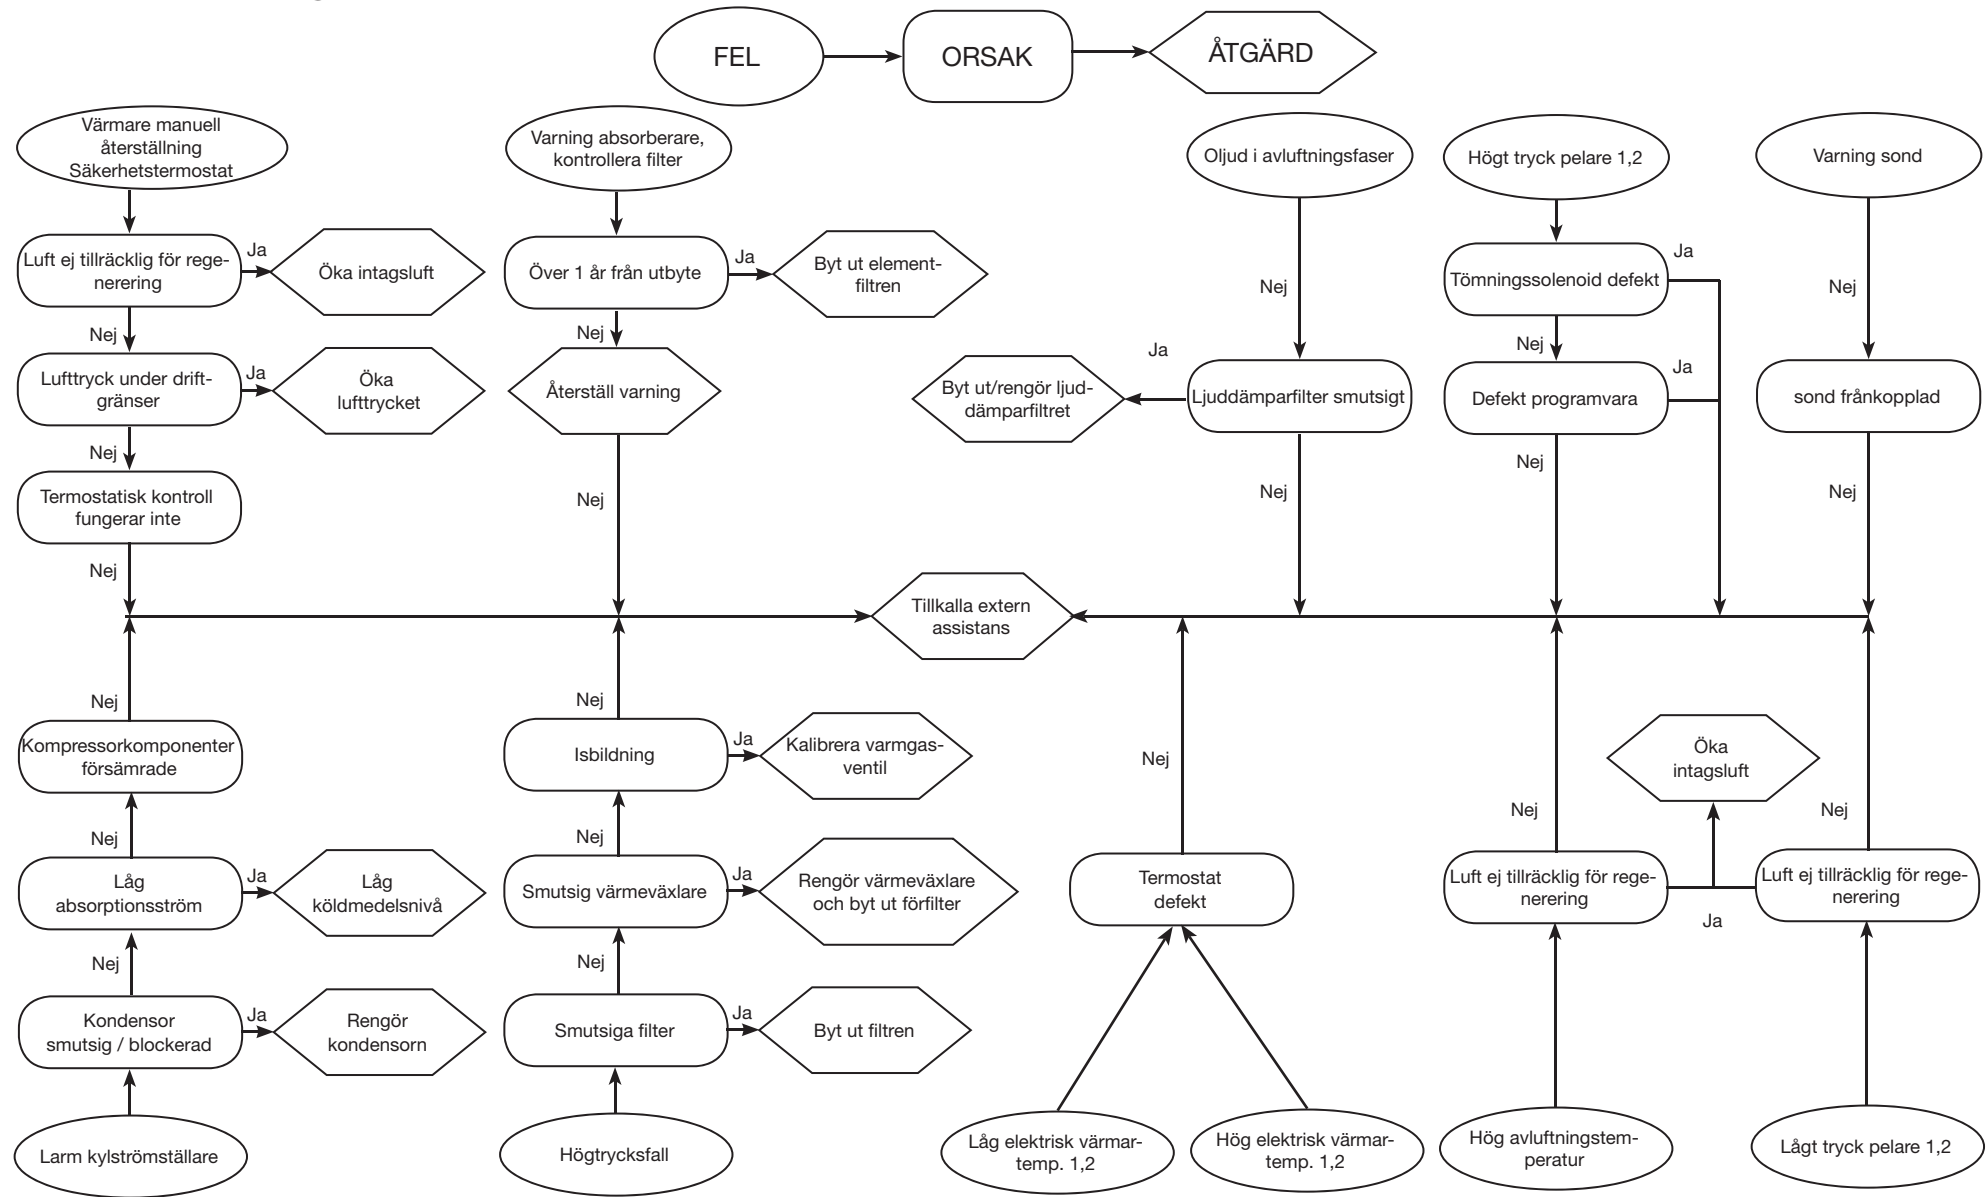 FEL
ORSAK
ÅTGÄRD
Värmare manuell
återställning
Säkerhetstermostat
Varning absorberare,
kontrollera filter
Oljud i avluftningsfaser
Högt tryck pelare 1,2
Varning sond
Luft ej tillräcklig för rege-
nerering
Ja
Öka intagsluft
Över 1 år från utbyte
Ja
Byt ut element-
filtren
Nej
Tömningssolenoid defekt
Ja
Nej
Nej
Lufttryck under drift-
gränser
Ja
Öka
lufttrycket
Nej
Återställ varning
Byt ut/rengör ljud-
dämparfiltret
Ja
Ljuddämparfilter smutsigt
Nej
Defekt programvara
Ja
sond frånkopplad
Nej
Termostatisk kontroll
fungerar inte
Nej
Nej
Nej
Nej
Nej
Tillkalla extern
assistans
Nej
Kompressorkomponenter
försämrade
Nej
Isbildning
Ja
Kalibrera varmgas-
ventil
Nej
Öka
intagsluft
Nej
Nej
Nej
Låg
absorptionsström
Ja
Låg
köldmedelsnivå
Nej
Smutsig värmeväxlare
Ja
Rengör värmeväxlare
och byt ut förfilter
Termostat
defekt
Luft ej tillräcklig för rege-
nerering
Ja
Luft ej tillräcklig för rege-
nerering
Nej
Kondensor
smutsig / blockerad
Ja
Rengör
kondensorn
Nej
Smutsiga filter
Ja
Byt ut filtren
Larm kylströmställare
Högtrycksfall
Låg elektrisk värmar-
temp. 1,2
Hög elektrisk värmar-
temp. 1,2
Hög avluftningstem-
peratur
Lågt tryck pelare 1,2